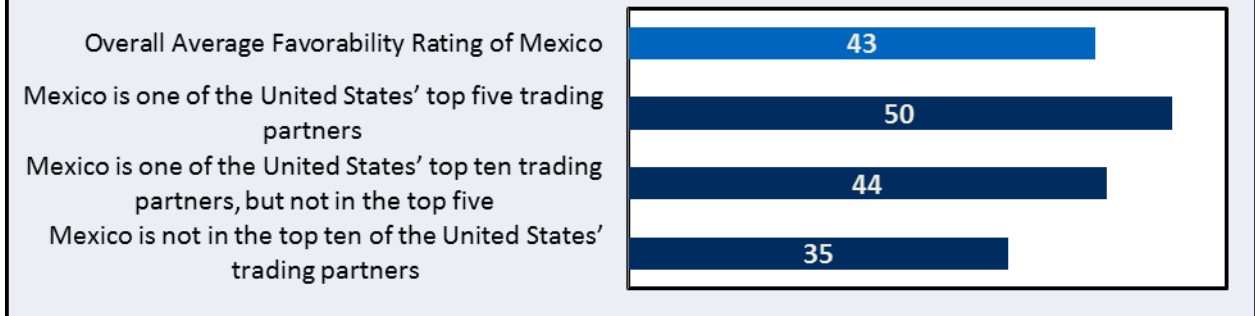 Overall Average Favorability Rating of Mexico
43
Mexico is one of the United States’ top five trading
partners
50
Mexico is one of the United States’ top ten trading
partners, but not in the top five
44
Mexico is not in the top ten of the United States’
trading partners
35